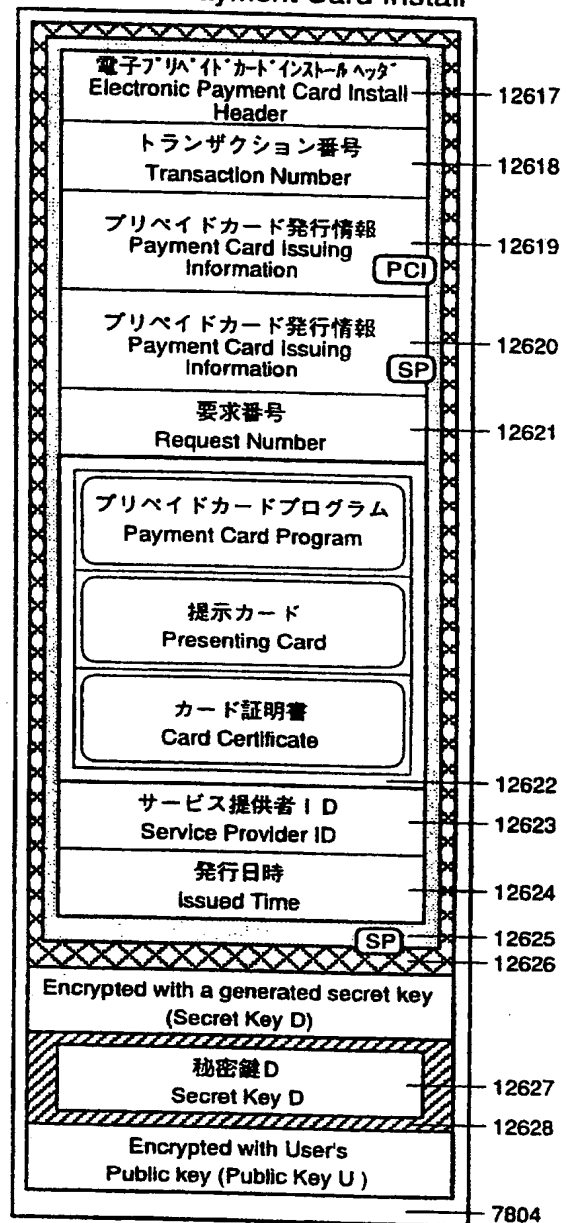 電子プリペイドカードインストールヘッダ
Electronic Payment Card Install
Header
12617
トランザクション番号
Transaction Number
12618
プリペイドカード発行情報
Payment Card Issuing
Information
PCI
12619
プリペイドカード発行情報
Payment Card Issuing
Information
SP
12620
要求番号
Request Number
12621
プリペイドカードプログラム
Payment Card Program
提示カード
Presenting Card
カード証明書
Card Certificate
12622
サービス提供者ID
Service Provider ID
12623
発行日時
Issued Time
12624
SP
12625
12626
Encrypted with a generated secret key
(Secret Key D)
秘密鍵D
Secret Key D
12627
12628
Encrypted with User's
Public key (Public Key U )
7804